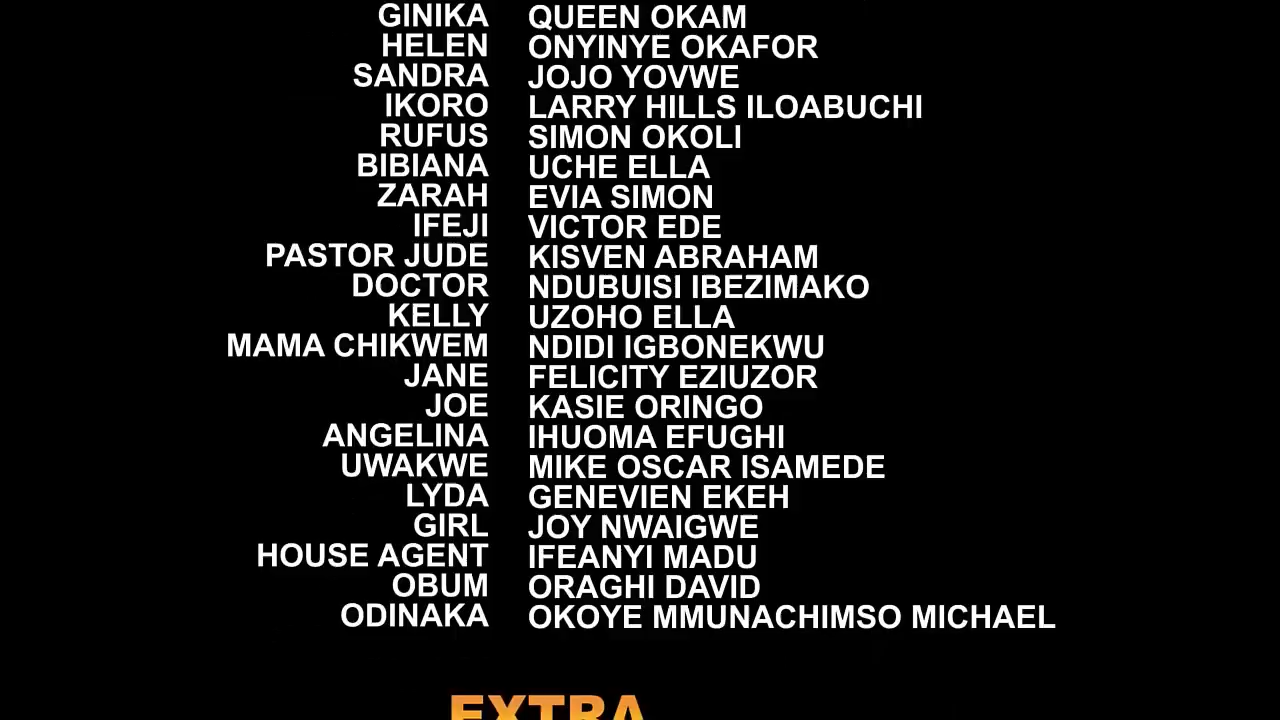 GINIKA QUEEN OKAM
HELEN ONYINYE OKAFOR
SANDRA JOJO YOVWE
IKORO LARRY HILLS ILOABUCHI
RUFUS SIMON OKOLI
BIBIANA UCHE ELLA
ZARAH EVIA SIMON
IFEJI VICTOR EDE
PASTOR JUDE KISVEN ABRAHAM
DOCTOR NDUBUISI IBEZIMAKO
KELLY UZOHO ELLA
MAMA CHIKWEM NDIDI IGBONEKWU
JANE FELICITY EZIUZOR
JOE KASIE ORINGO
ANGELINA IHUOMA EFUGHI
UWAKWE MIKE OSCAR ISAMEDE
LYDA GENEVIEN EKEH
GIRL JOY NWAIGWE
HOUSE AGENT IFEANYI MADU
OBUM ORAGHI DAVID
ODINAKA OKOYE MMUNACHIMSO MICHAEL
EXTRA